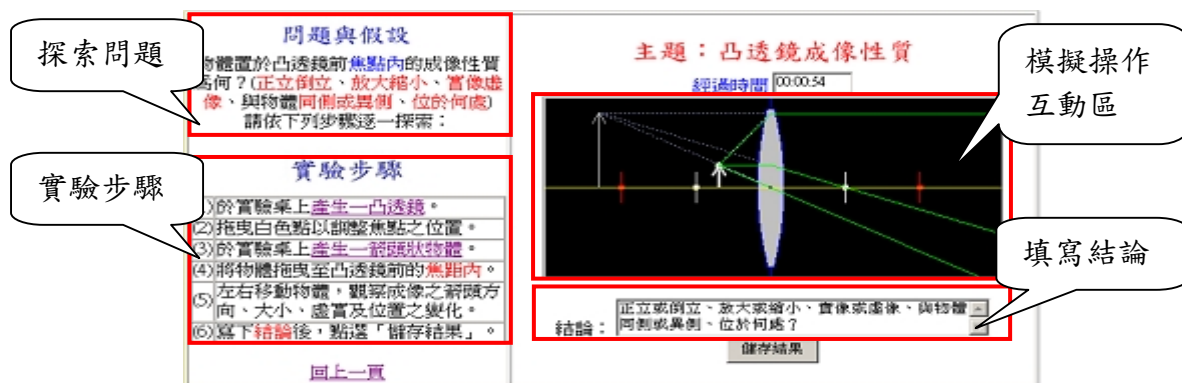 探索問題
問題與假設
物體置於凸透鏡前焦點內的成像性質
為何？(正立倒立、放大縮小、實像虛
像、與物體同側或異側、位於何處)
請依下列步驟逐一探索：
實驗步驟
實驗步驟
(1)於實驗桌上產生一凸透鏡。
(2)拖曳白色點以調整焦點之位置。
(3)於實驗桌上產生一箭頭狀物體。
(4)將物體拖曳至凸透鏡前的焦距內。
(5)左右移動物體，觀察成像之箭頭方
向、大小、虛實及位置之變化。
(6)寫下結論後，點選「儲存結果」。
回上一頁
主題：凸透鏡成像性質
經過時間 00:00:54
模擬操作
互動區
填寫結論
結論：
正立或倒立、放大或縮小、實像或虛像、與物體
同側或異側、位於何處？
儲存結果